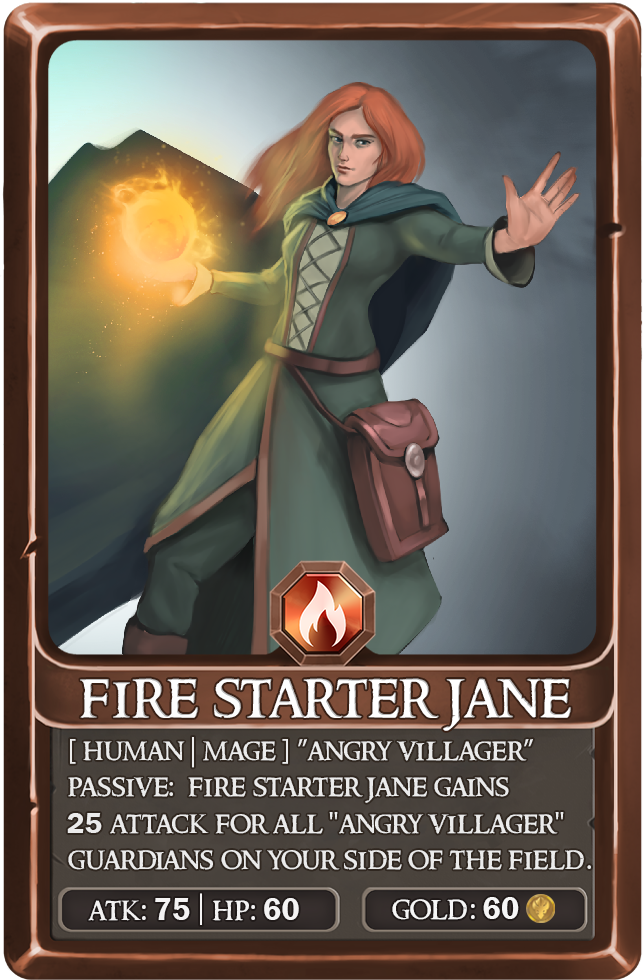 FIRE STARTER JANE
[ HUMAN | MAGE ] "ANGRY VILLAGER"
PASSIVE: FIRE STARTER JANE GAINS
25 ATTACK FOR ALL "ANGRY VILLAGER"
GUARDIANS ON YOUR SIDE OF THE FIELD.
ATK: 75 | HP: 60
GOLD: 60